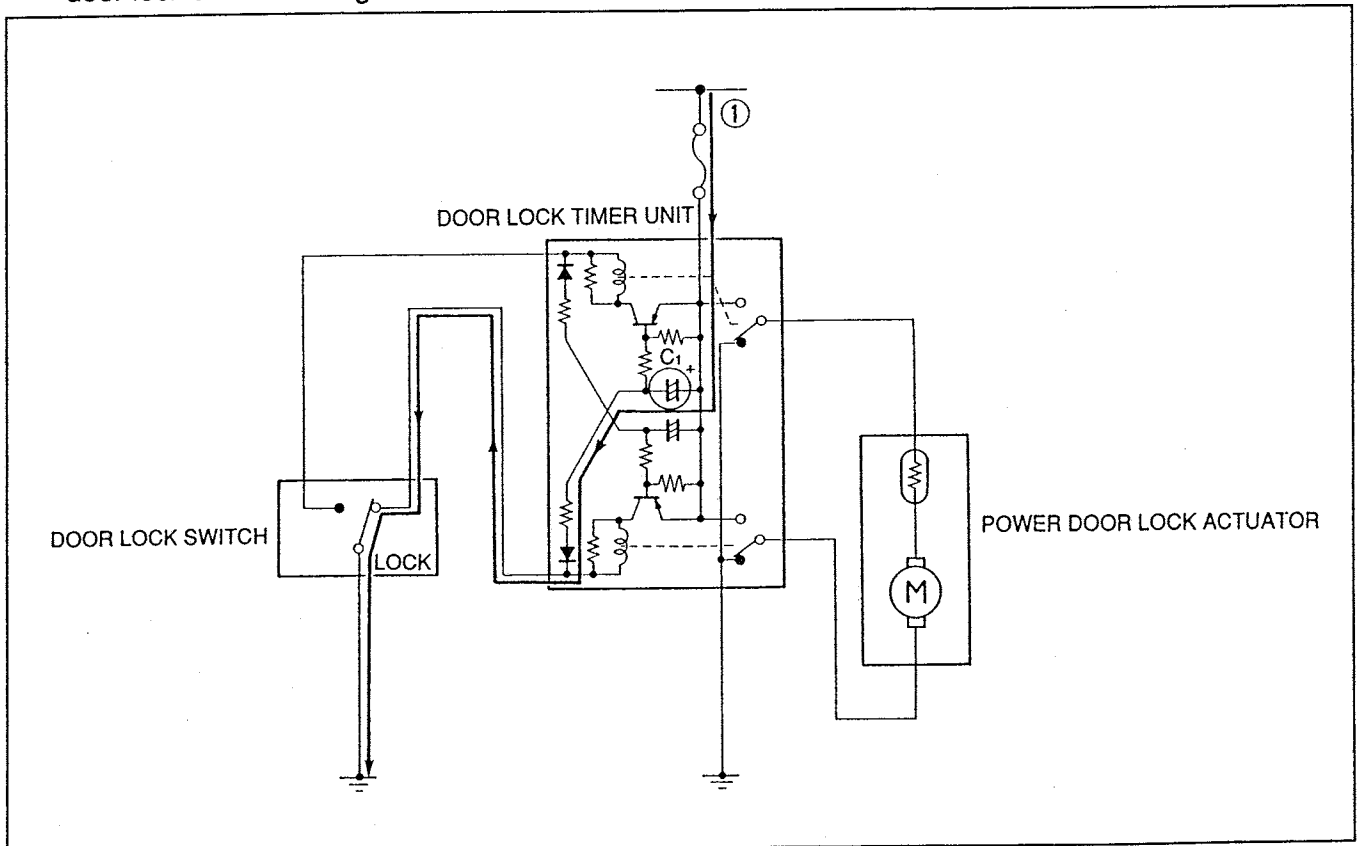 ①
DOOR LOCK TIMER UNIT
C₁
+
DOOR LOCK SWITCH
LOCK
POWER DOOR LOCK ACTUATOR
M